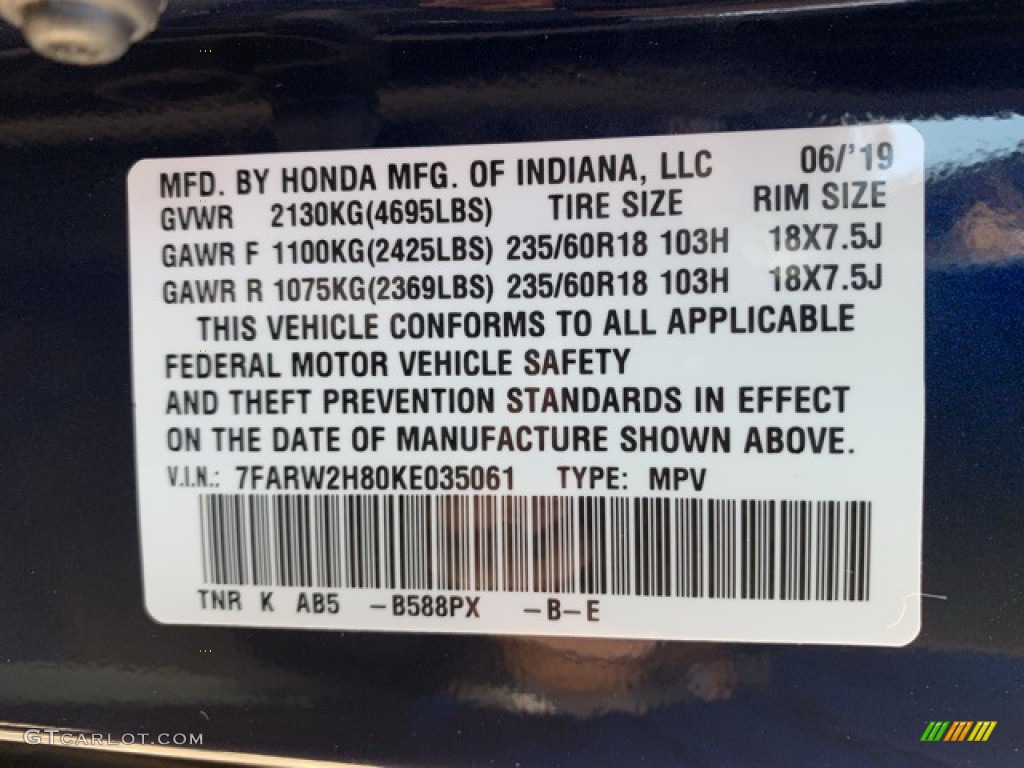 MFD. BY HONDA MFG. OF INDIANA, LLC 06/'19
GVWR 2130KG(4695LBS) TIRE SIZE RIM SIZE
GAWR F 1100KG(2425LBS) 235/60R18 103H 18X7.5J
GAWR R 1075KG(2369LBS) 235/60R18 103H 18X7.5J
THIS VEHICLE CONFORMS TO ALL APPLICABLE
FEDERAL MOTOR VEHICLE SAFETY
AND THEFT PREVENTION STANDARDS IN EFFECT
ON THE DATE OF MANUFACTURE SHOWN ABOVE.
V.I.N.: 7FARW2H80KE035061 TYPE: MPV
TNR K AB5 -B588PX -B-E
GTCARLOT.COM